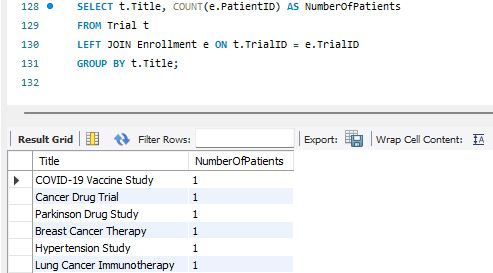 128 SELECT t.Title, COUNT(e.PatientID) AS NumberOfPatients
129 FROM Trial t
130 LEFT JOIN Enrollment e ON t.TrialID = e.TrialID
131 GROUP BY t.Title;
132
Result Grid Filter Rows: Export: Wrap Cell Content: IA
Title NumberOfPatients
COVID-19 Vaccine Study 1
Cancer Drug Trial 1
Parkinson Drug Study 1
Breast Cancer Therapy 1
Hypertension Study 1
Lung Cancer Immunotherapy 1